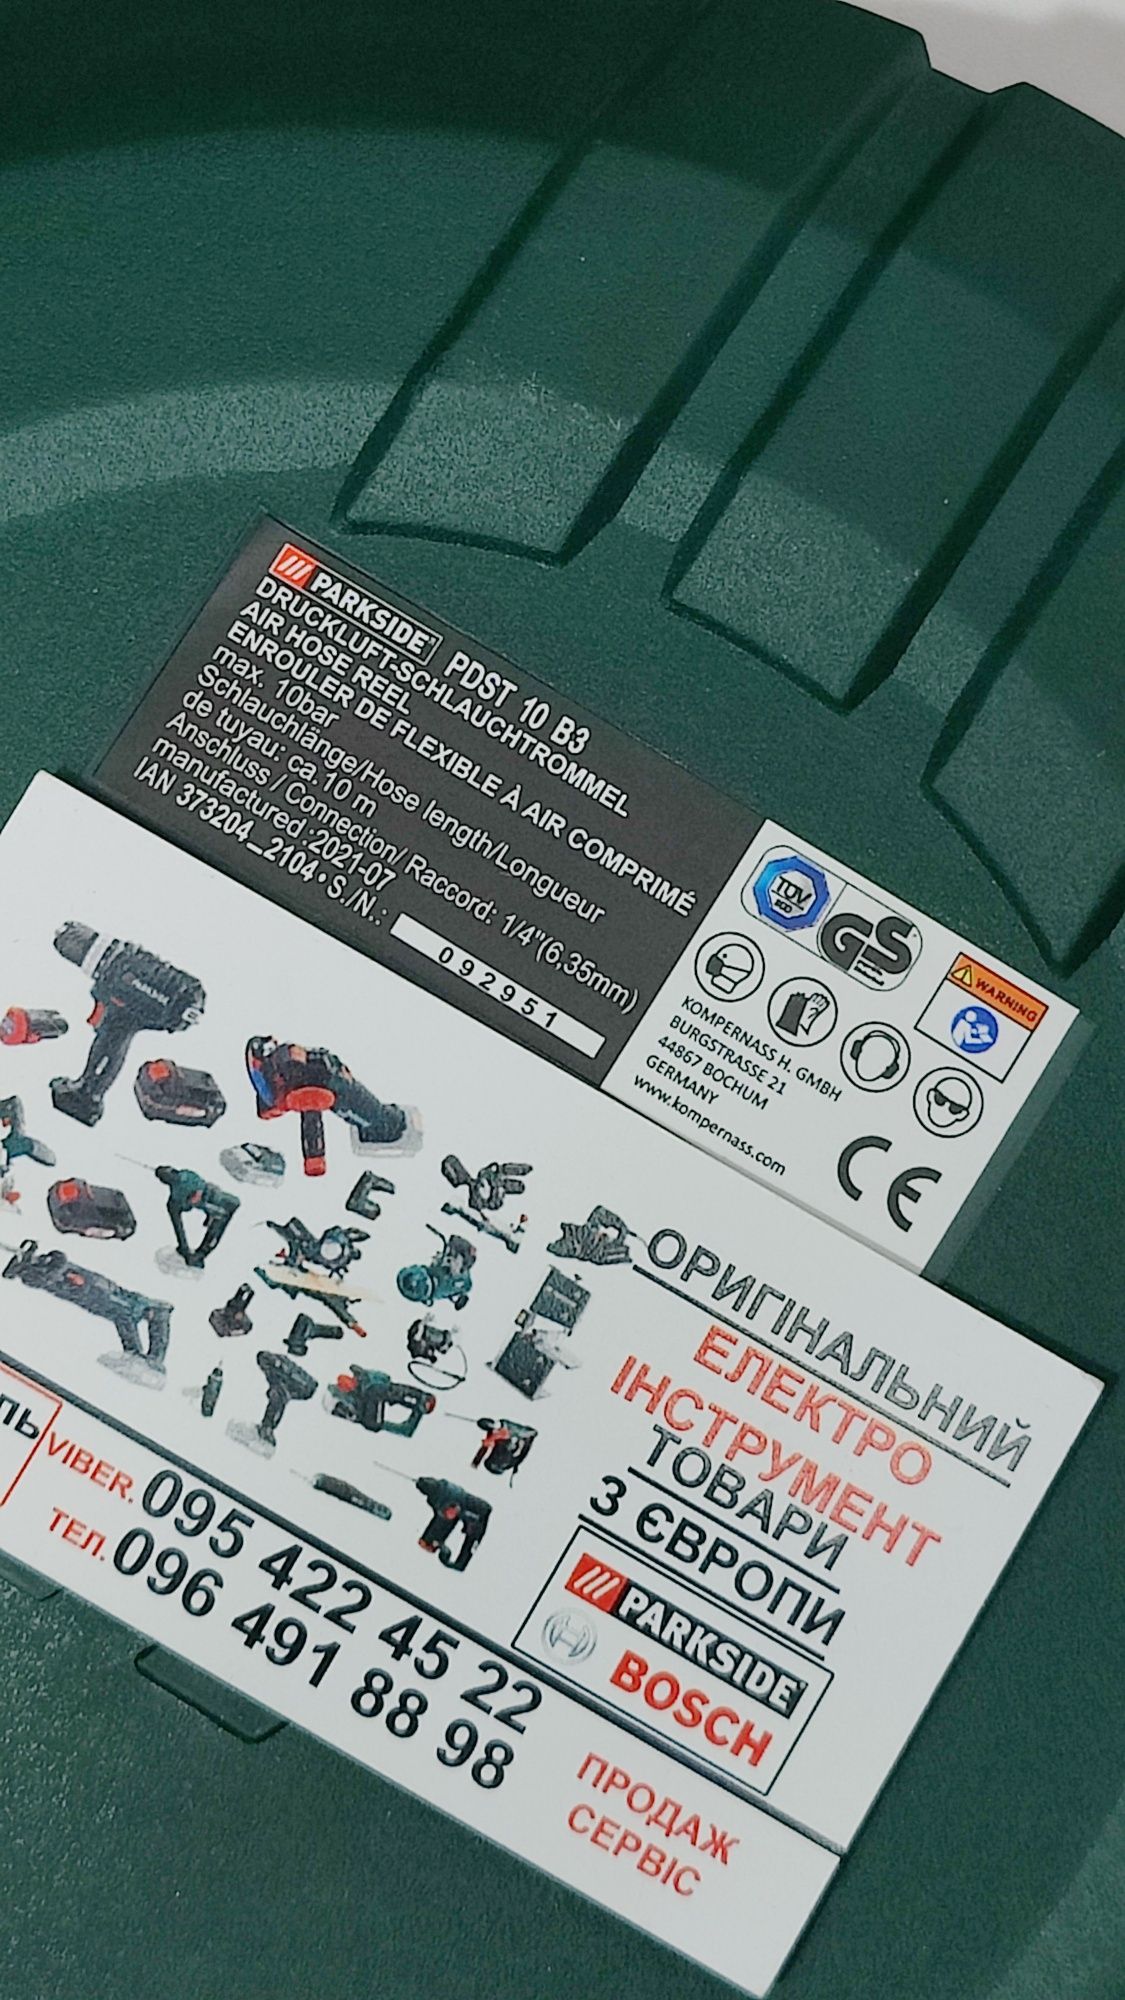 PARKSIDE PDST 10 B3
DRUCKLUFT-SCHLAUCHTROMMEL
AIR HOSE REEL
ENROULER DE FLEXIBLE À AIR COMPRIMÉ
max. 10bar
Schlauchlänge/Hose length/Longueur
de tuyau: ca. 10 m
Anschluss / Connection/ Raccord: 1/4"(6,35mm)
manufactured :2021-07
IAN 373204_2104 • S./N.: 092951
TÜV
GS
WARNING
KOMPERNASS H. GMBH
BURGSTRASSE 21
44867 BOCHUM
GERMANY
www.kompernass.com
CE
ОРИГІНАЛЬНИЙ
ЕЛЕКТРО
ІНСТРУМЕНТ
ТОВАРИ
З ЄВРОПИ
PARKSIDE
BOSCH
VIBER. 095 422 45 22
ТЕЛ. 096 491 88 98
ПРОДАЖ
СЕРВІС